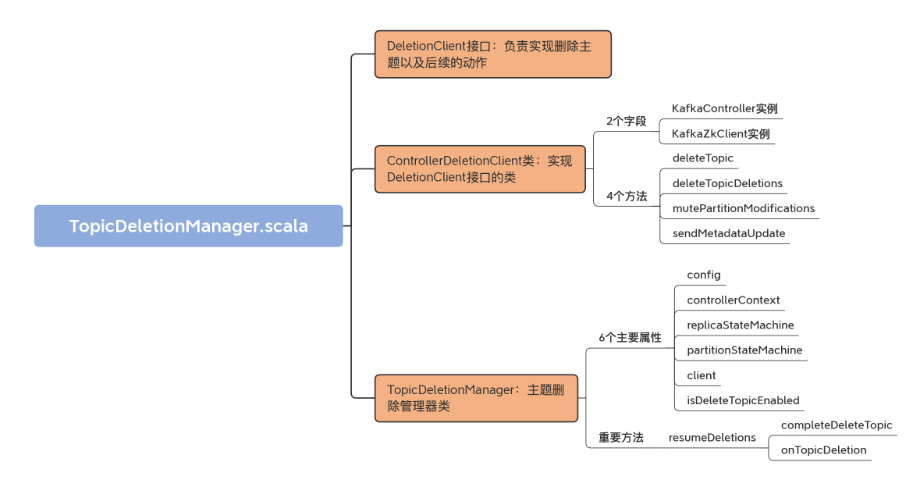 TopicDeletionManager.scala
DeletionClient接口：负责实现删除主
题以及后续的动作
ControllerDeletionClient类：实现
DeletionClient接口的类
2个字段
KafkaController实例
KafkaZkClient实例
4个方法
deleteTopic
deleteTopicDeletions
mutePartitionModifications
sendMetadataUpdate
TopicDeletionManager：主题删
除管理器类
6个主要属性
config
controllerContext
replicaStateMachine
partitionStateMachine
client
isDeleteTopicEnabled
重要方法
resumeDeletions
completeDeleteTopic
onTopicDeletion